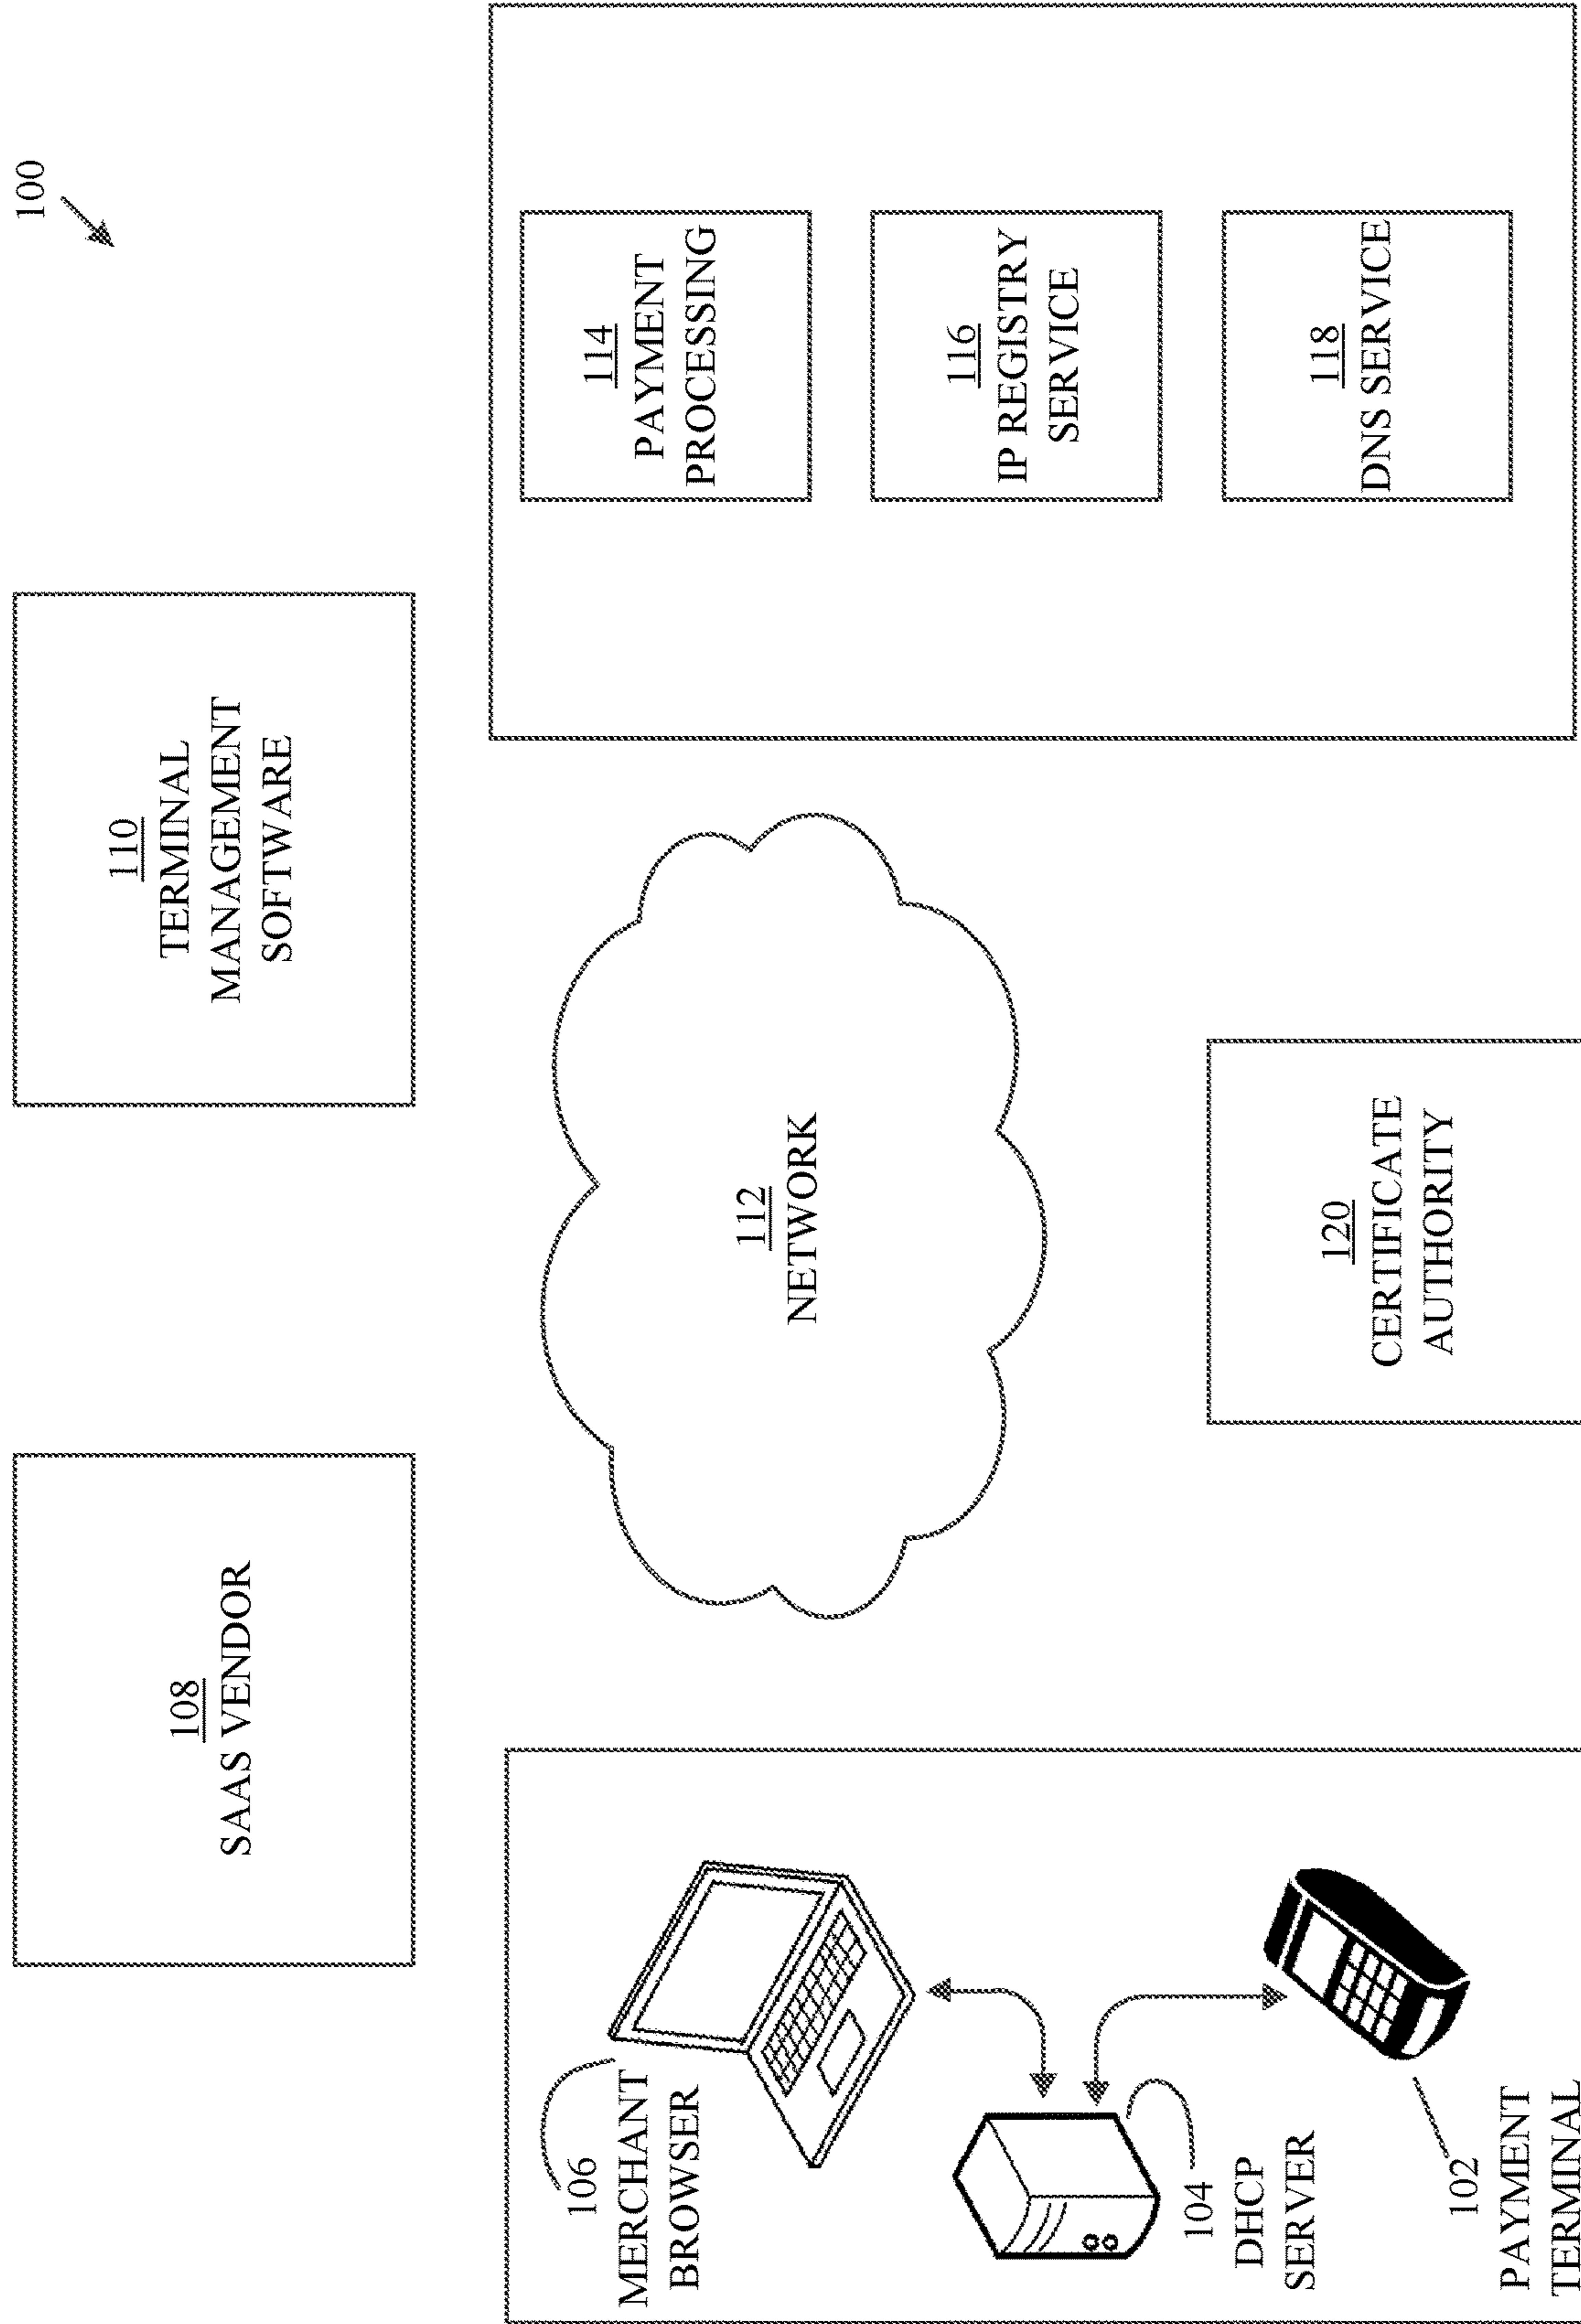 100
108
SAAS VENDOR
110
TERMINAL
MANAGEMENT
SOFTWARE
106
MERCHANT
BROWSER
104
DHCP
SERVER
102
PAYMENT
TERMINAL
112
NETWORK
120
CERTIFICATE
AUTHORITY
114
PAYMENT
PROCESSING
116
IP REGISTRY
SERVICE
118
DNS SERVICE